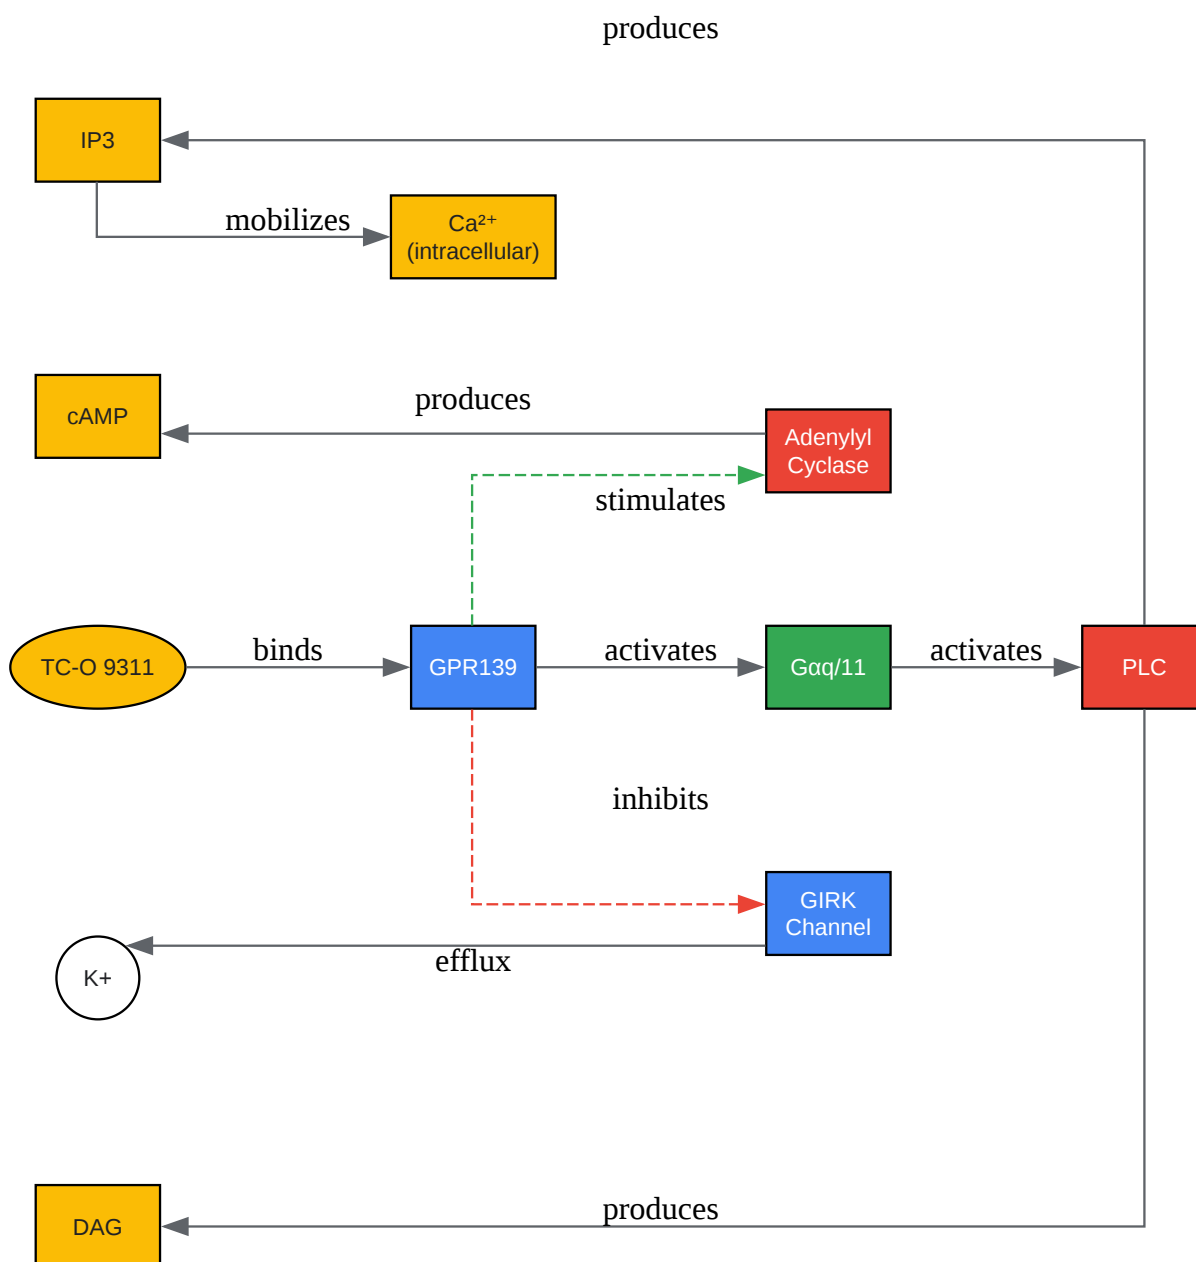 produces
IP3
mobilizes
Ca²⁺
(intracellular)
cAMP
produces
Adenylyl
Cyclase
stimulates
TC-O 9311
binds
GPR139
activates
Gαq/11
activates
PLC
inhibits
GIRK
Channel
K+
efflux
DAG
produces